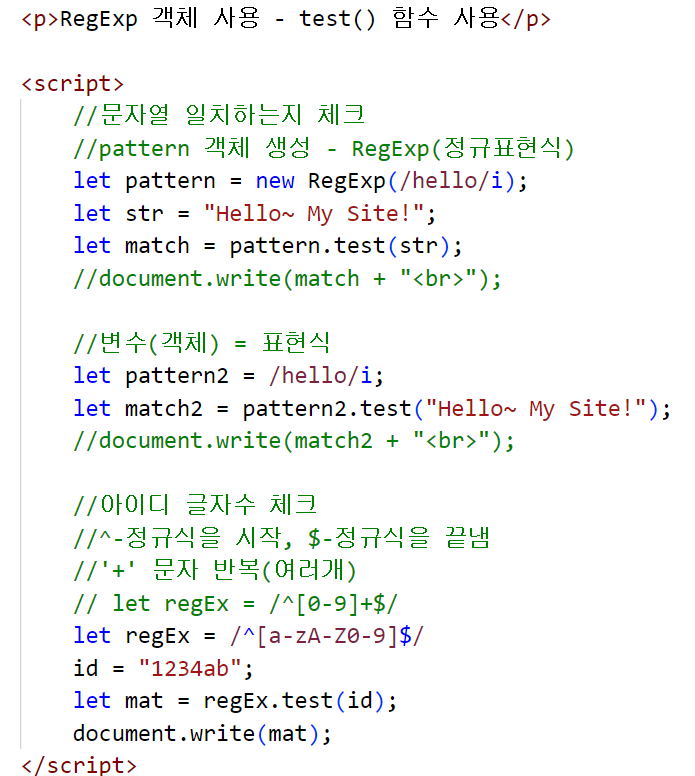 <p>RegExp 객체 사용 - test() 함수 사용</p>
<script>
//문자열 일치하는지 체크
//pattern 객체 생성 - RegExp(정규표현식)
let pattern = new RegExp(/hello/i);
let str = "Hello~ My Site!";
let match = pattern.test(str);
//document.write(match + "<br>");
//변수(객체) = 표현식
let pattern2 = /hello/i;
let match2 = pattern2.test("Hello~ My Site!");
//document.write(match2 + "<br>");
//아이디 글자수 체크
//^-정규식을 시작, $-정규식을 끝냄
//'+' 문자 반복(여러개)
// let regEx = /^[0-9]+$/
let regEx = /^[a-zA-Z0-9]$/
id = "1234ab";
let mat = regEx.test(id);
document.write(mat);
</script>